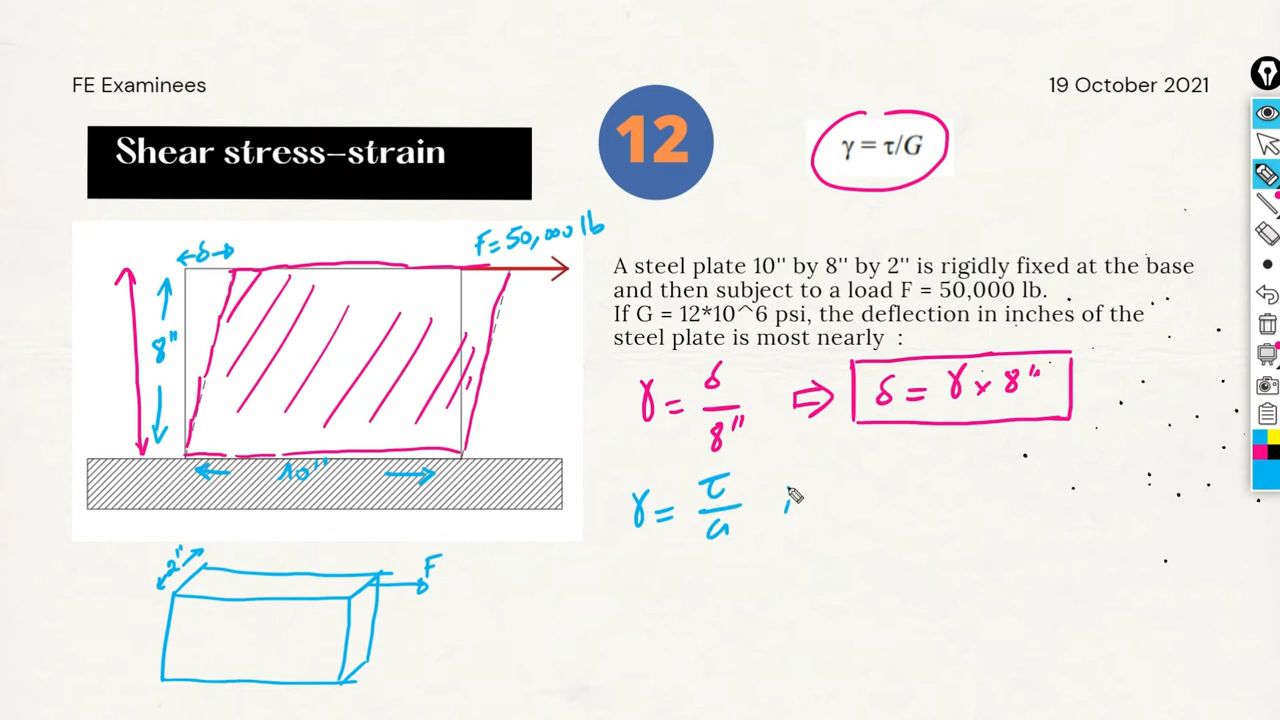 FE Examinees
19 October 2021
Shear stress–strain
12
γ = τ/G
δ
F = 50,000 lb
8"
10"
A steel plate 10'' by 8'' by 2'' is rigidly fixed at the base
and then subject to a load F = 50,000 lb.
If G = 12*10^6 psi, the deflection in inches of the
steel plate is most nearly :
γ = δ / 8"
⇒ δ = γ × 8"
γ = τ / G
2"
F